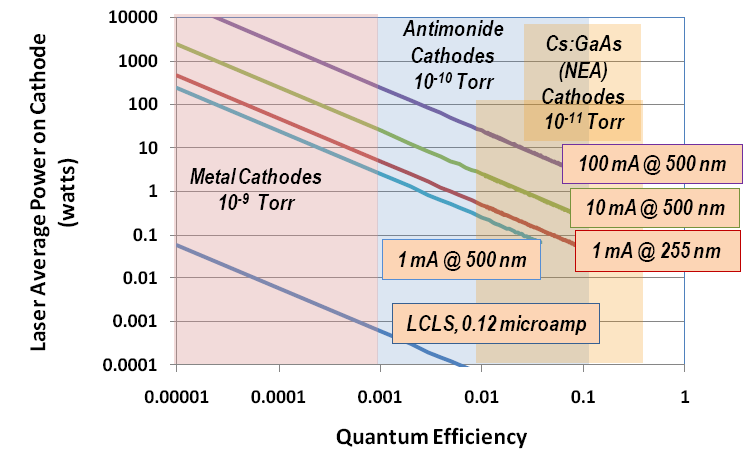 Laser Average Power on Cathode
(watts)
10000
1000
100
10
1
0.1
0.01
0.001
0.0001
Antimonide
Cathodes
10-10 Torr
Cs:GaAs
(NEA)
Cathodes
10-11 Torr
Metal Cathodes
10-9 Torr
100 mA @ 500 nm
10 mA @ 500 nm
1 mA @ 255 nm
1 mA @ 500 nm
LCLS, 0.12 microamp
0.00001 0.0001 0.001 0.01 0.1 1
Quantum Efficiency